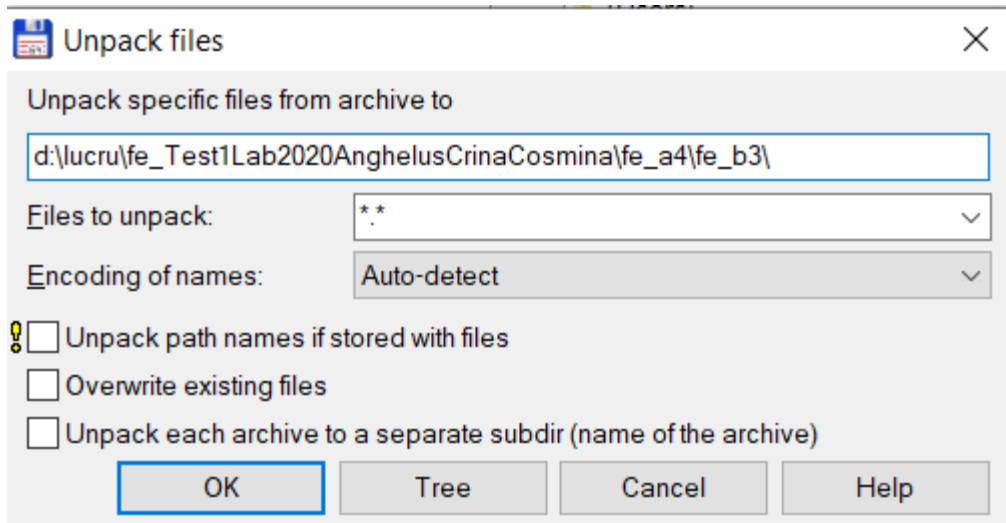 Unpack files
Unpack specific files from archive to
d:\lucru\fe_Test1Lab2020AnghelusCrinaCosmina\fe_a4\fe_b3\
Files to unpack: *.*
Encoding of names: Auto-detect
Unpack path names if stored with files
Overwrite existing files
Unpack each archive to a separate subdir (name of the archive)
OK Tree Cancel Help